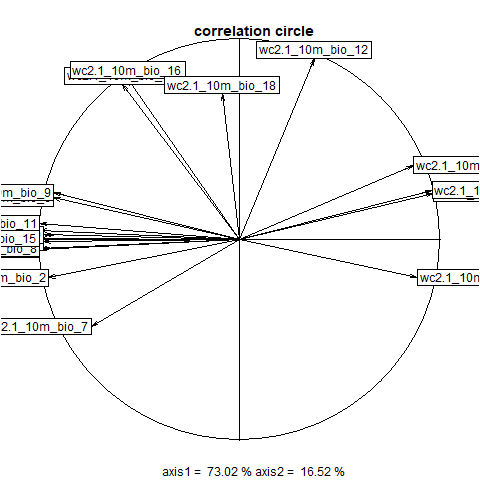 correlation circle
wc2.1_10m_bio_12
wc2.1_10m_bio_16
wc2.1_10m_bio_18
wc2.1_10m
m_bio_9
wc2.1_1
bio_11
bio_15
bio_8
m_bio_2
wc2.1_10m
2.1_10m_bio_7
axis1 = 73.02 % axis2 = 16.52 %